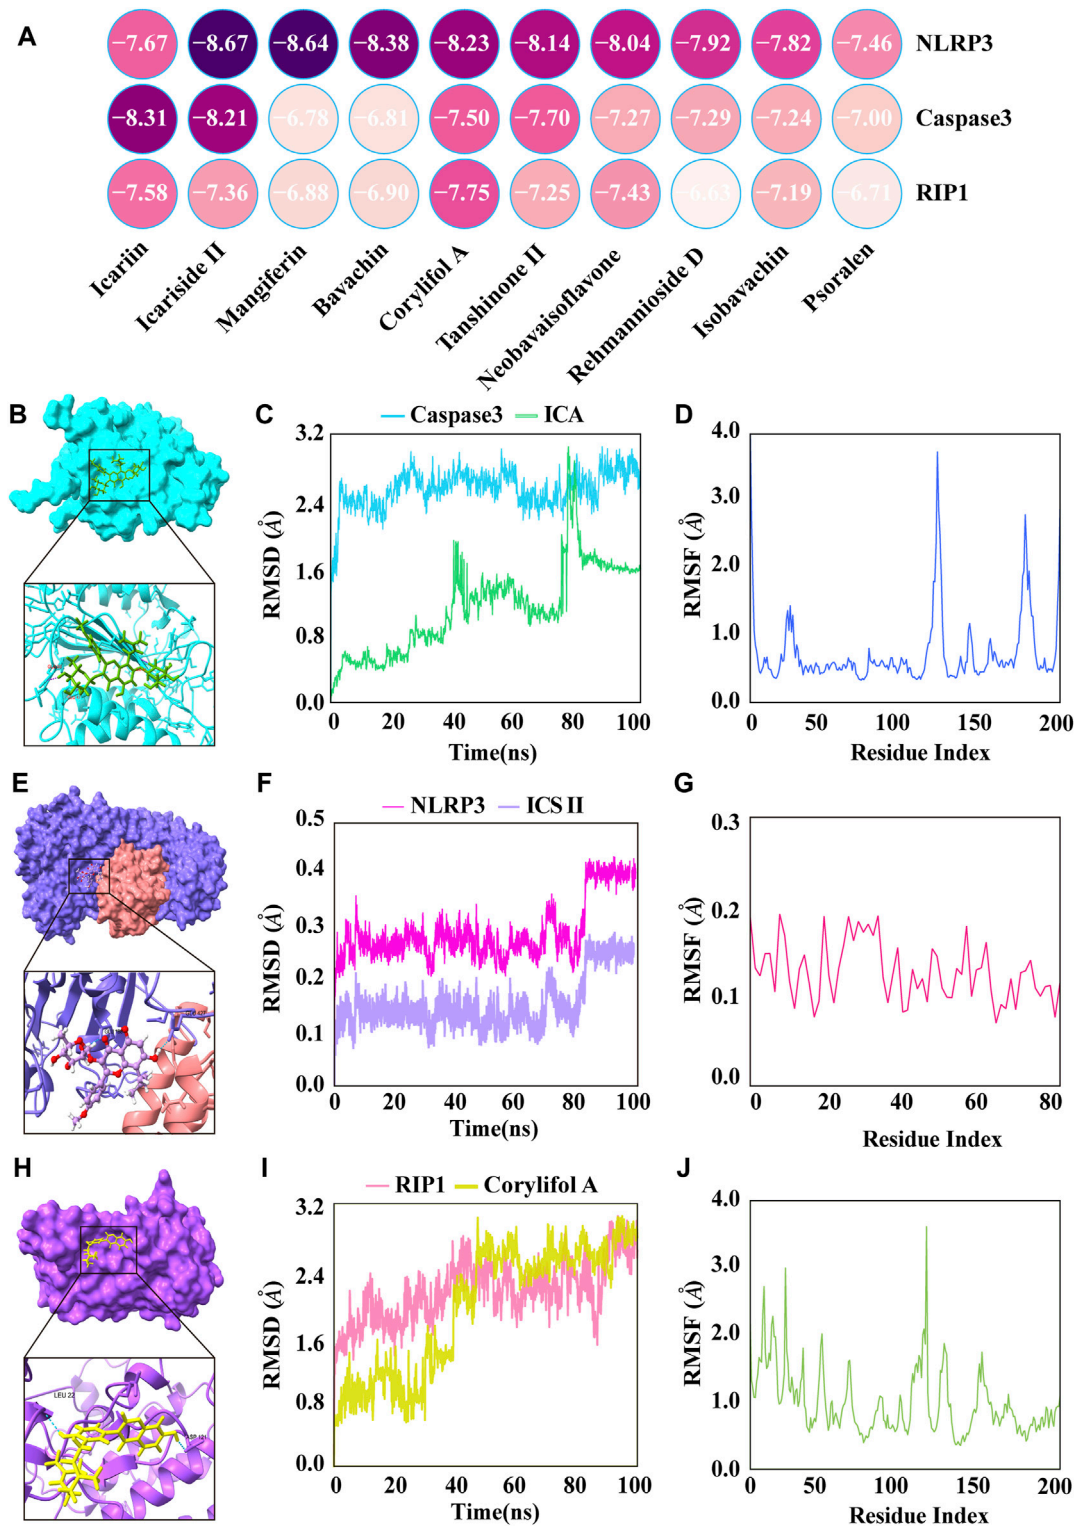 A
−7.67 −8.67 −8.64 −8.38 −8.23 −8.14 −8.04 −7.92 −7.82 −7.46 NLRP3
−8.31 −8.21 −6.78 −6.81 −7.50 −7.70 −7.27 −7.29 −7.24 −7.00 Caspase3
−7.58 −7.36 −6.88 −6.90 −7.75 −7.25 −7.43 −6.63 −7.19 −6.71 RIP1
Icariin
Icariside II
Mangiferin
Bavachin
Corylifol A
Tanshinone II
Neobavaisoflavone
Rehmannioside D
Isobavachin
Psoralen
B
C
Caspase3 ICA
RMSD (Å)
3.2
2.4
1.6
0.8
0.0
0 20 40 60 80 100
Time(ns)
D
RMSF (Å)
4.0
3.0
2.0
1.0
0.0
0 50 100 150 200
Residue Index
E
F
NLRP3 ICS II
RMSD (Å)
0.5
0.4
0.3
0.2
0.1
0.0
0 20 40 60 80 100
Time(ns)
G
RMSF (Å)
0.3
0.2
0.1
0.0
0 20 40 60 80
Residue Index
H
LEU 22
ASP 121
I
RIP1 Corylifol A
RMSD (Å)
3.2
2.4
1.6
0.8
0.0
0 20 40 60 80 100
Time(ns)
J
RMSF (Å)
4.0
3.0
2.0
1.0
0.0
0 50 100 150 200
Residue Index